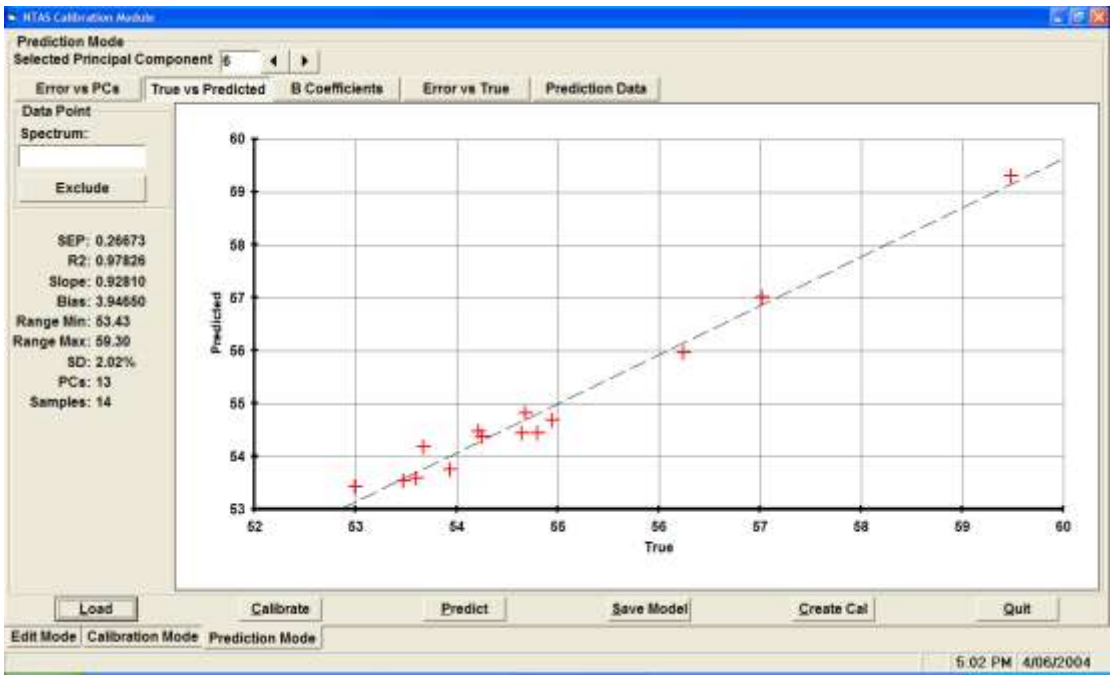 NTAS Calibration Module
Prediction Mode
Selected Principal Component 6
Error vs PCs True vs Predicted B Coefficients Error vs True Prediction Data
Data Point
Spectrum:
Exclude
SEP: 0.26673
R2: 0.97826
Slope: 0.92810
Bias: 3.94650
Range Min: 53.43
Range Max: 59.30
SD: 2.02%
PCs: 13
Samples: 14
60
59
58
57
56
55
54
53
Predicted
52 53 54 55 56 57 58 59 60
True
Load Calibrate Predict Save Model Create Cal Quit
Edit Mode Calibration Mode Prediction Mode
5:02 PM 4/06/2004